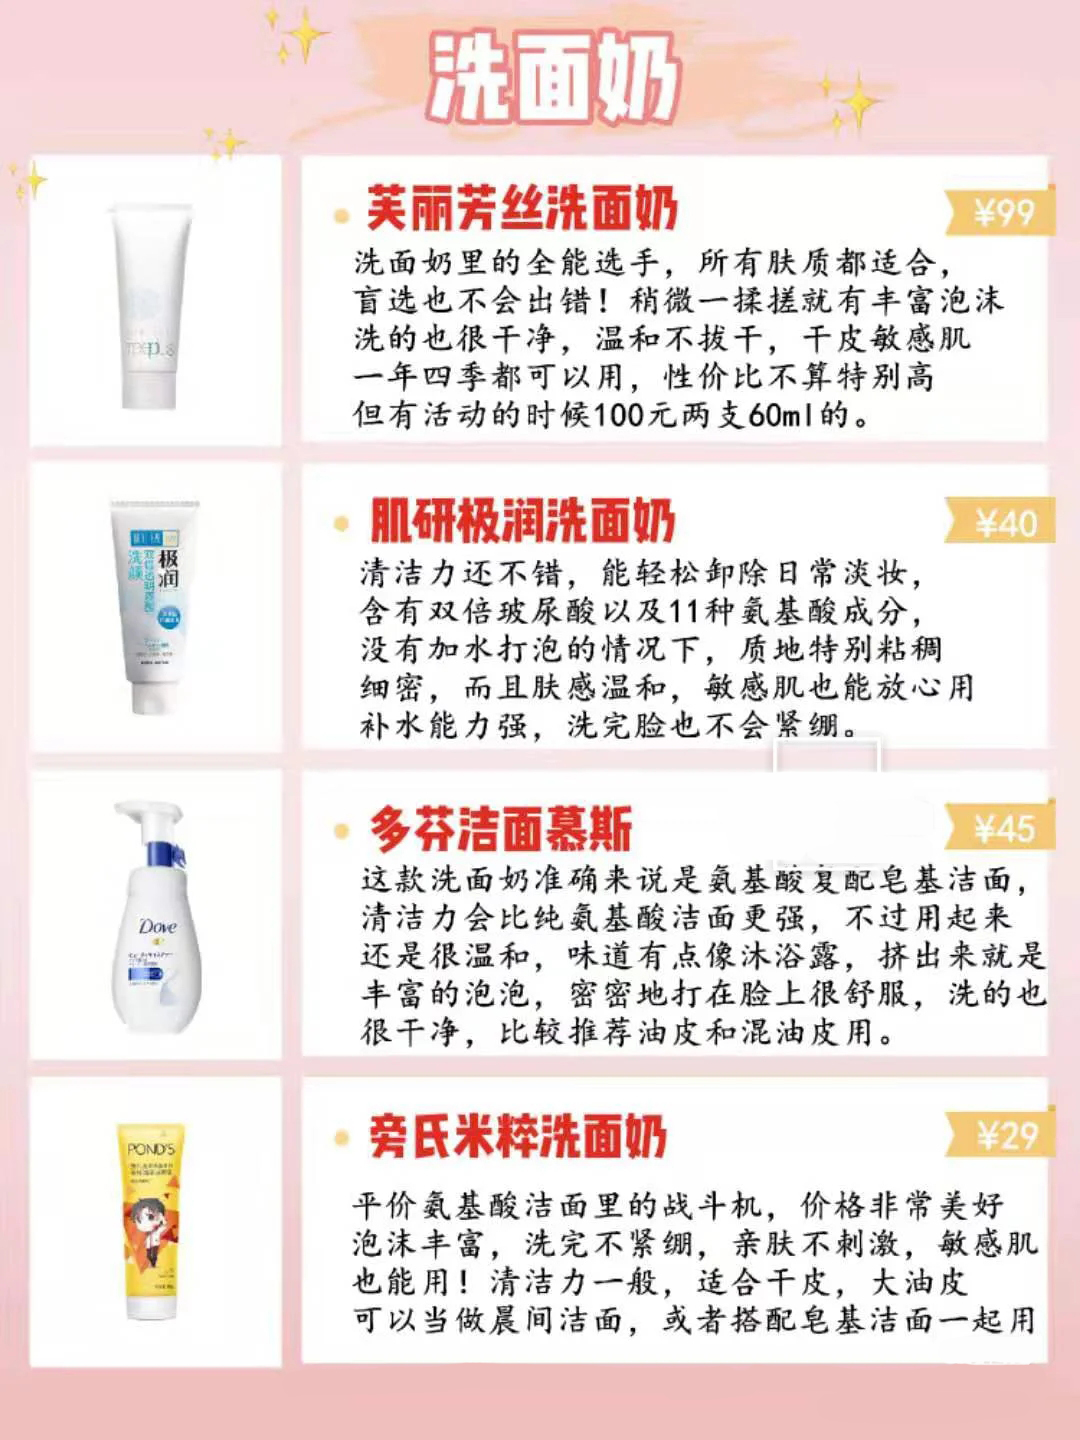 洗面奶
芙丽芳丝洗面奶
¥99
洗面奶里的全能选手，所有肤质都适合，
盲选也不会出错！稍微一揉搓就有丰富泡沫
洗的也很干净，温和不拔干，干皮敏感肌
一年四季都可以用，性价比不算特别高
但有活动的时候100元两支60ml的。
肌研极润洗面奶
¥40
极润
洗颜
清洁力还不错，能轻松卸除日常淡妆，
含有双倍玻尿酸以及11种氨基酸成分，
没有加水打泡的情况下，质地特别粘稠
细密，而且肤感温和，敏感肌也能放心用
补水能力强，洗完脸也不会紧绷。
多芬洁面慕斯
¥45
Dove
这款洗面奶准确来说是氨基酸复配皂基洁面，
清洁力会比纯氨基酸洁面更强，不过用起来
还是很温和，味道有点像沐浴露，挤出来就是
丰富的泡泡，密密地打在脸上很舒服，洗的也
很干净，比较推荐油皮和混油皮用。
旁氏米粹洗面奶
¥29
POND'S
平价氨基酸洁面里的战斗机，价格非常美好
泡沫丰富，洗完不紧绷，亲肤不刺激，敏感肌
也能用！清洁力一般，适合干皮，大油皮
可以当做晨间洁面，或者搭配皂基洁面一起用